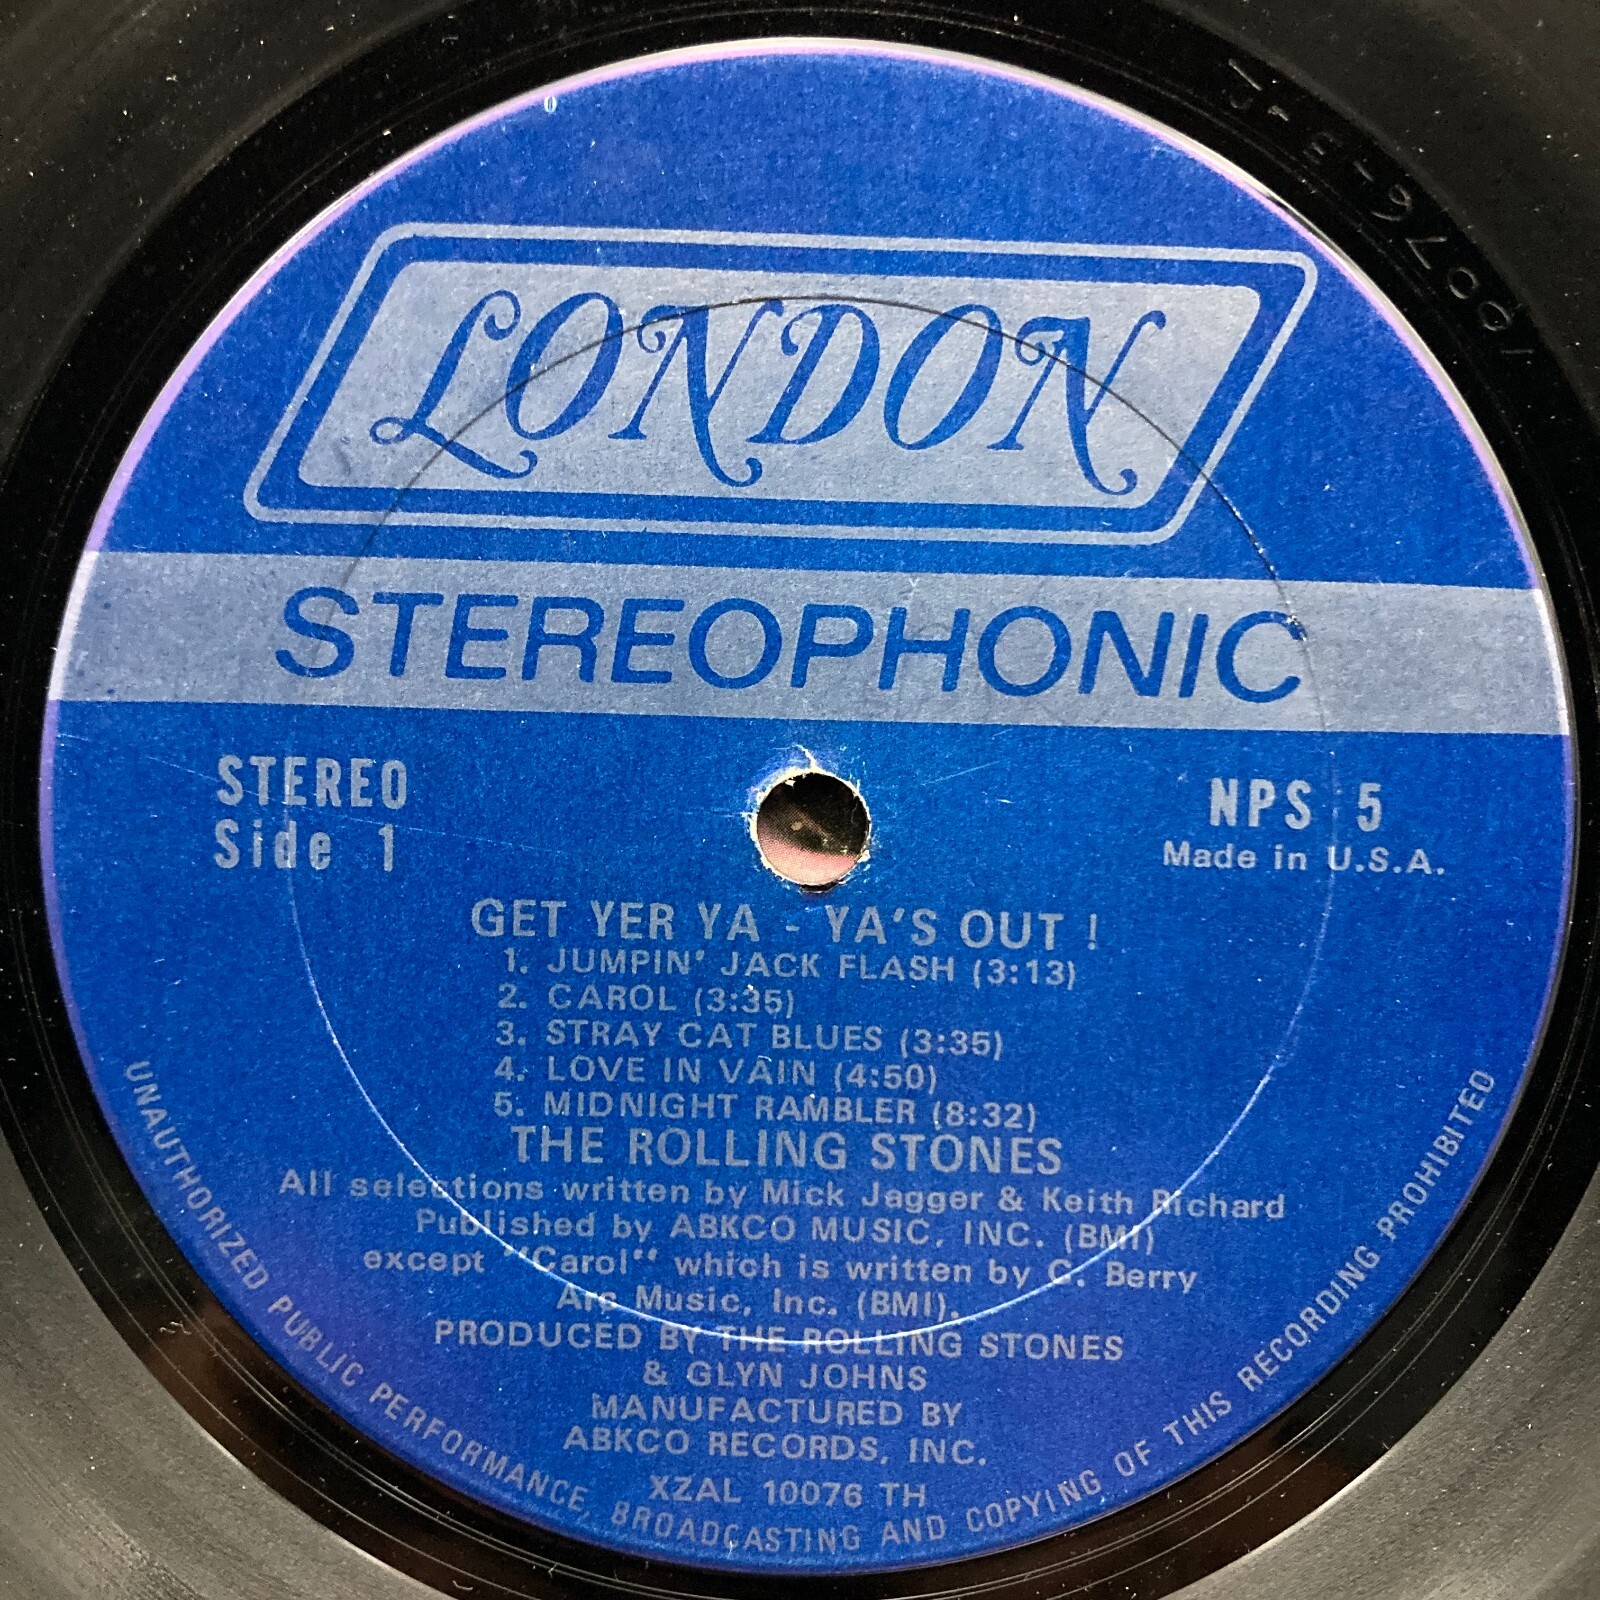 LONDON
STEREOPHONIC
STEREO
Side 1
NPS 5
Made in U.S.A.
GET YER YA - YA'S OUT !
1. JUMPIN' JACK FLASH (3:13)
2. CAROL (3:35)
3. STRAY CAT BLUES (3:35)
4. LOVE IN VAIN (4:50)
5. MIDNIGHT RAMBLER (8:32)
THE ROLLING STONES
All selections written by Mick Jagger & Keith Richard
Published by ABKCO MUSIC, INC. (BMI)
except "Carol" which is written by C. Berry
Arc Music, Inc. (BMI).
PRODUCED BY THE ROLLING STONES
& GLYN JOHNS
MANUFACTURED BY
ABKCO RECORDS, INC.
XZAL 10076 TH
UNAUTHORIZED PUBLIC PERFORMANCE, BROADCASTING AND COPYING OF THIS RECORDING PROHIBITED